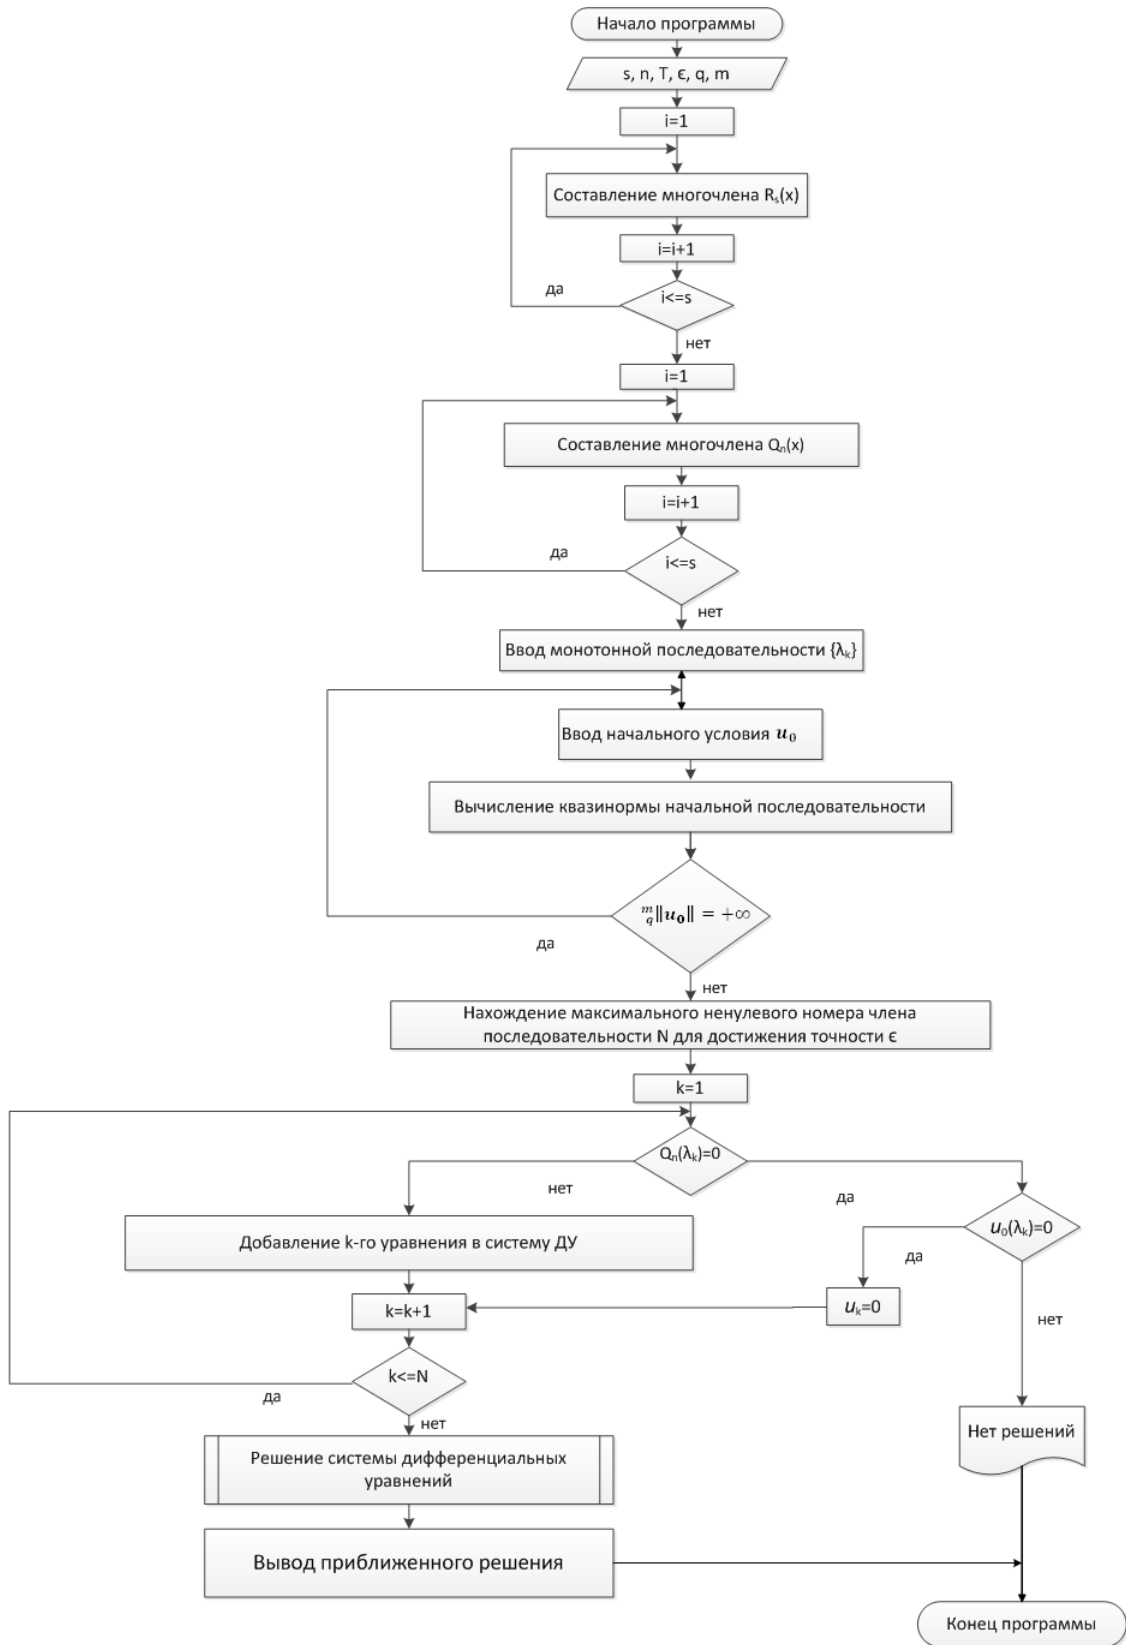 Начало программы
s, n, T, ϵ, q, m
i=1
Составление многочлена Rₛ(x)
i=i+1
i<=s
да
нет
i=1
Составление многочлена Qₙ(x)
i=i+1
i<=s
да
нет
Ввод монотонной последовательности {λₖ}
Ввод начального условия u₀
Вычисление квазинормы начальной последовательности
ᵐ_q‖u₀‖ = +∞
да
нет
Нахождение максимального ненулевого номера члена
последовательности N для достижения точности ϵ
k=1
Qₙ(λₖ)=0
нет
да
u₀(λₖ)=0
Добавление k-го уравнения в систему ДУ
да
uₖ=0
k=k+1
нет
k<=N
да
нет
Нет решений
Решение системы дифференциальных
уравнений
Вывод приближенного решения
Конец программы